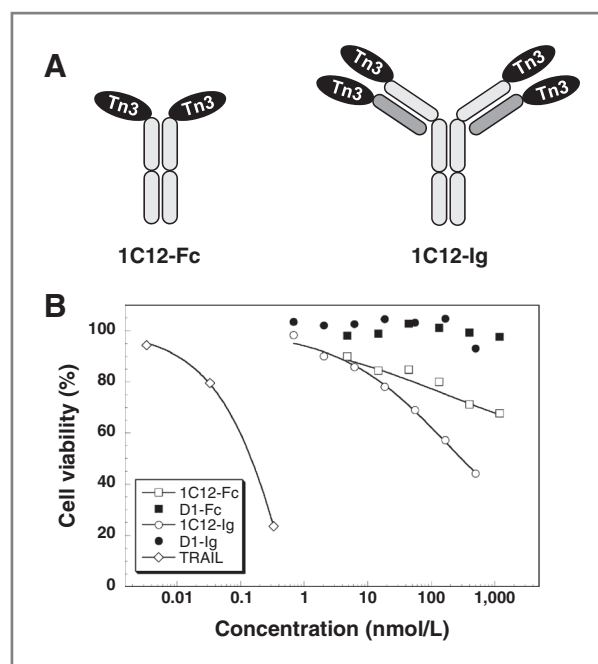 A
Tn3 Tn3
Tn3 Tn3
Tn3 Tn3
1C12-Fc 1C12-Ig
B
Cell viability (%)
100
80
60
40
20
0
1C12-Fc
D1-Fc
1C12-Ig
D1-Ig
TRAIL
0.01 0.1 1 10 100 1,000
Concentration (nmol/L)